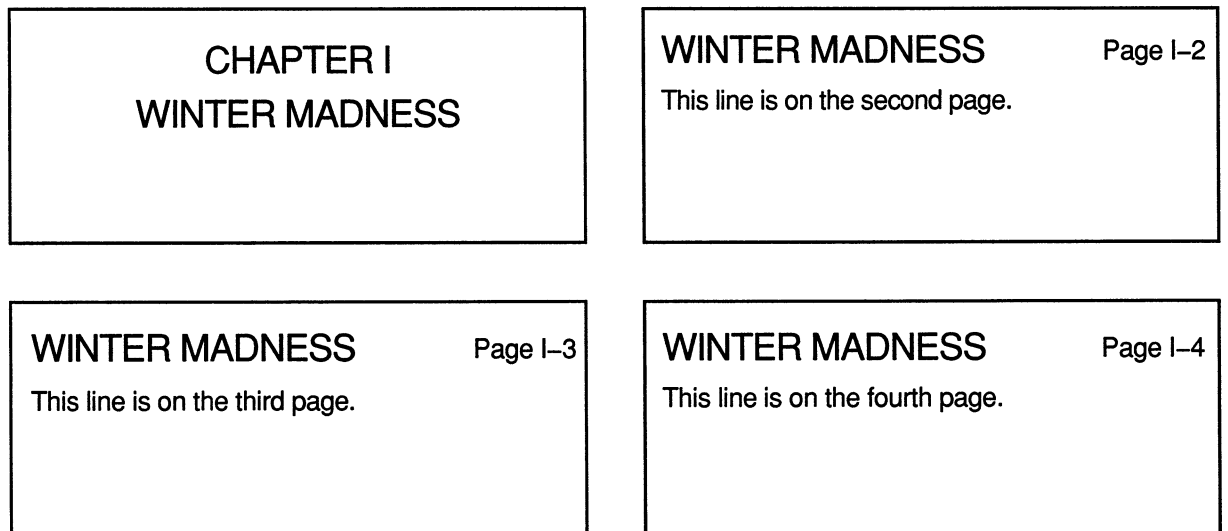 CHAPTER I
WINTER MADNESS
WINTER MADNESS Page I–2
This line is on the second page.
WINTER MADNESS Page I–3
This line is on the third page.
WINTER MADNESS Page I–4
This line is on the fourth page.